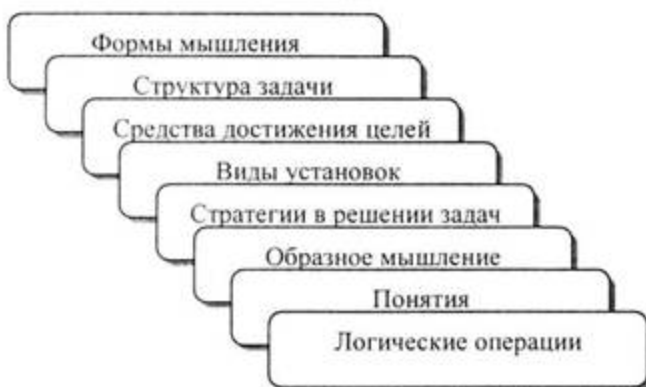 Формы мышления
Структура задачи
Средства достижения целей
Виды установок
Стратегии в решении задач
Образное мышление
Понятия
Логические операции